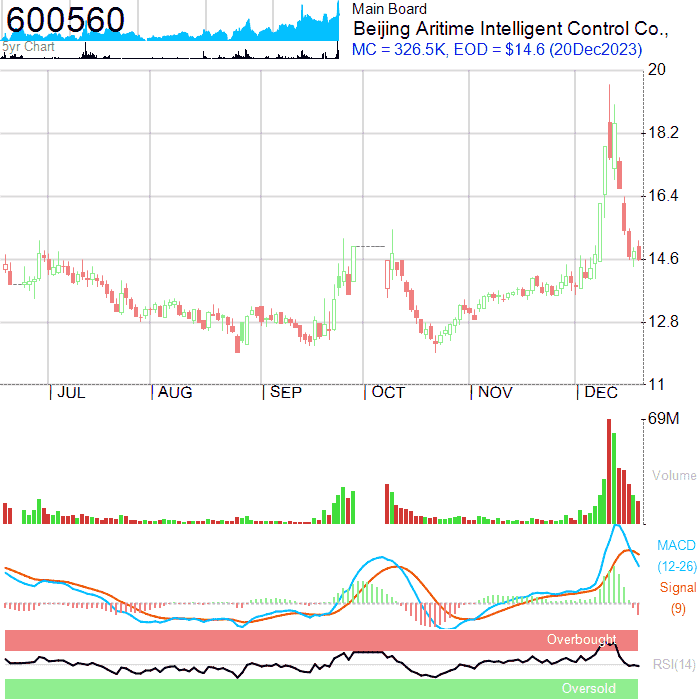 600560
5yr Chart
Main Board
Beijing Aritime Intelligent Control Co.,
MC = 326.5K, EOD = $14.6 (20Dec2023)
20
18.2
16.4
14.6
12.8
11
JUL AUG SEP OCT NOV DEC
69M
Volume
MACD
(12-26)
Signal
(9)
Overbought
RSI(14)
Oversold